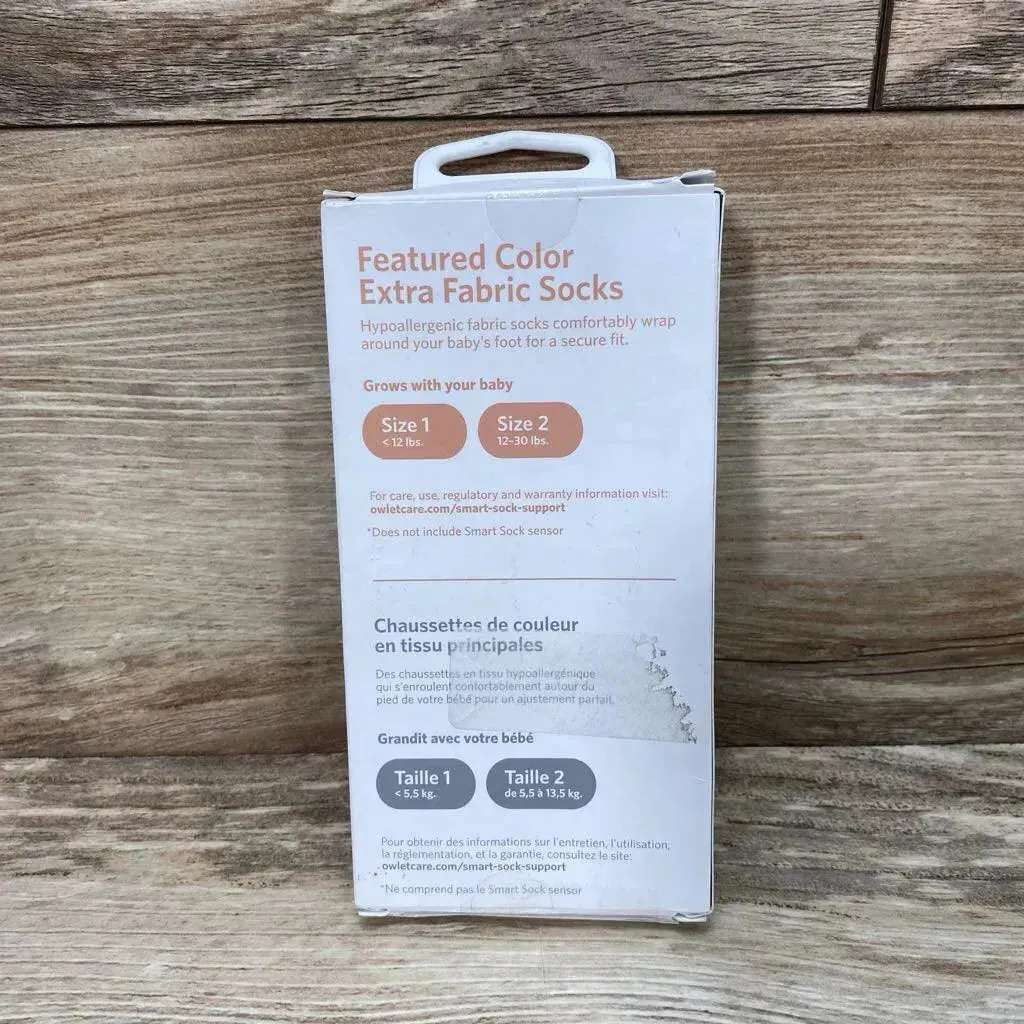 Featured Color
Extra Fabric Socks
Hypoallergenic fabric socks comfortably wrap
around your baby's foot for a secure fit.
Grows with your baby
Size 1
< 12 lbs.
Size 2
12-30 lbs.
For care, use, regulatory and warranty information visit:
owletcare.com/smart-sock-support
*Does not include Smart Sock sensor
Chaussettes de couleur
en tissu principales
Des chaussettes en tissu hypoallergénique
qui s'enroulent confortablement autour du
pied de votre bébé pour un ajustement parfait.
Grandit avec votre bébé
Taille 1
< 5,5 kg.
Taille 2
de 5,5 à 13,5 kg.
Pour obtenir des informations sur l'entretien, l'utilisation,
la réglementation, et la garantie, consultez le site:
owletcare.com/smart-sock-support
*Ne comprend pas le Smart Sock sensor